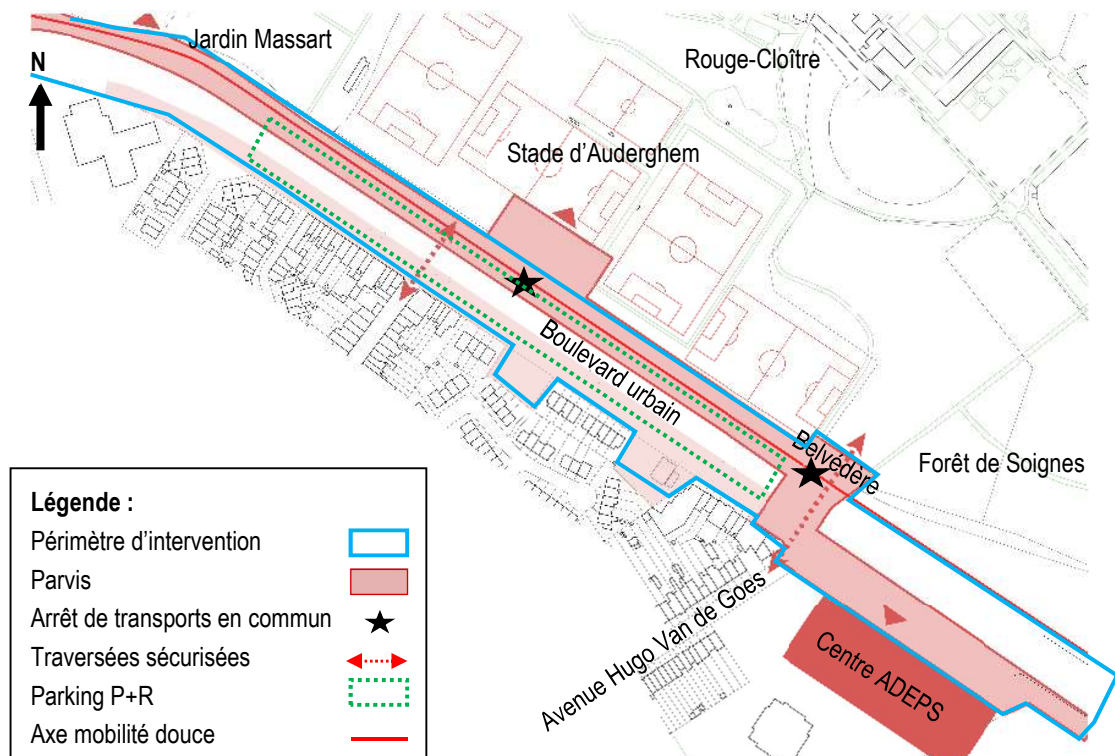 Jardin Massart
N
Rouge-Cloître
Stade d'Auderghem
Boulevard urbain
Belvédère
Forêt de Soignes
Avenue Hugo Van de Goes
Centre ADEPS
Légende :
Périmètre d'intervention
Parvis
Arrêt de transports en commun
Traversées sécurisées
Parking P+R
Axe mobilité douce